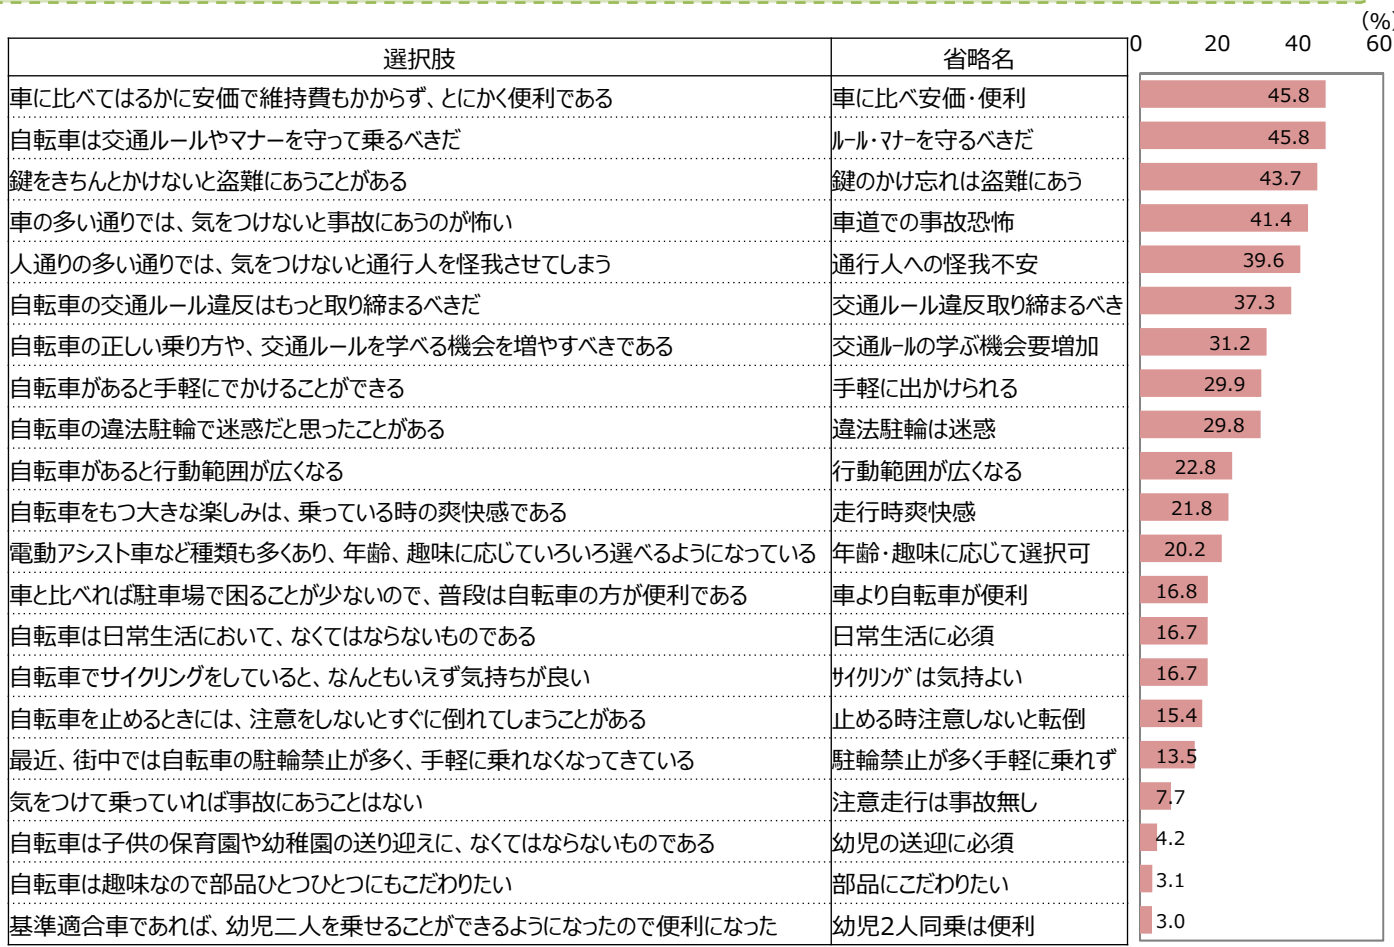 (%)
0 20 40 60
選択肢 省略名
車に比べてはるかに安価で維持費もかからず、とにかく便利である 車に比べ安価・便利 45.8
自転車は交通ルールやマナーを守って乗るべきだ ﾙｰﾙ・ﾏﾅｰを守るべきだ 45.8
鍵をきちんとかけないと盗難にあうことがある 鍵のかけ忘れは盗難にあう 43.7
車の多い通りでは、気をつけないと事故にあうのが怖い 車道での事故恐怖 41.4
人通りの多い通りでは、気をつけないと通行人を怪我させてしまう 通行人への怪我不安 39.6
自転車の交通ルール違反はもっと取り締まるべきだ 交通ルール違反取り締まるべき 37.3
自転車の正しい乗り方や、交通ルールを学べる機会を増やすべきである 交通ﾙｰﾙの学ぶ機会要増加 31.2
自転車があると手軽にでかけることができる 手軽に出かけられる 29.9
自転車の違法駐輪で迷惑だと思ったことがある 違法駐輪は迷惑 29.8
自転車があると行動範囲が広くなる 行動範囲が広くなる 22.8
自転車をもつ大きな楽しみは、乗っている時の爽快感である 走行時爽快感 21.8
電動アシスト車など種類も多くあり、年齢、趣味に応じていろいろ選べるようになっている 年齢・趣味に応じて選択可 20.2
車と比べれば駐車場で困ることが少ないので、普段は自転車の方が便利である 車より自転車が便利 16.8
自転車は日常生活において、なくてはならないものである 日常生活に必須 16.7
自転車でサイクリングをしていると、なんともいえず気持ちが良い ｻｲｸﾘﾝｸﾞは気持よい 16.7
自転車を止めるときには、注意をしないとすぐに倒れてしまうことがある 止める時注意しないと転倒 15.4
最近、街中では自転車の駐輪禁止が多く、手軽に乗れなくなってきている 駐輪禁止が多く手軽に乗れず 13.5
気をつけて乗っていれば事故にあうことはない 注意走行は事故無し 7.7
自転車は子供の保育園や幼稚園の送り迎えに、なくてはならないものである 幼児の送迎に必須 4.2
自転車は趣味なので部品ひとつひとつにもこだわりたい 部品にこだわりたい 3.1
基準適合車であれば、幼児二人を乗せることができるようになったので便利になった 幼児2人同乗は便利 3.0